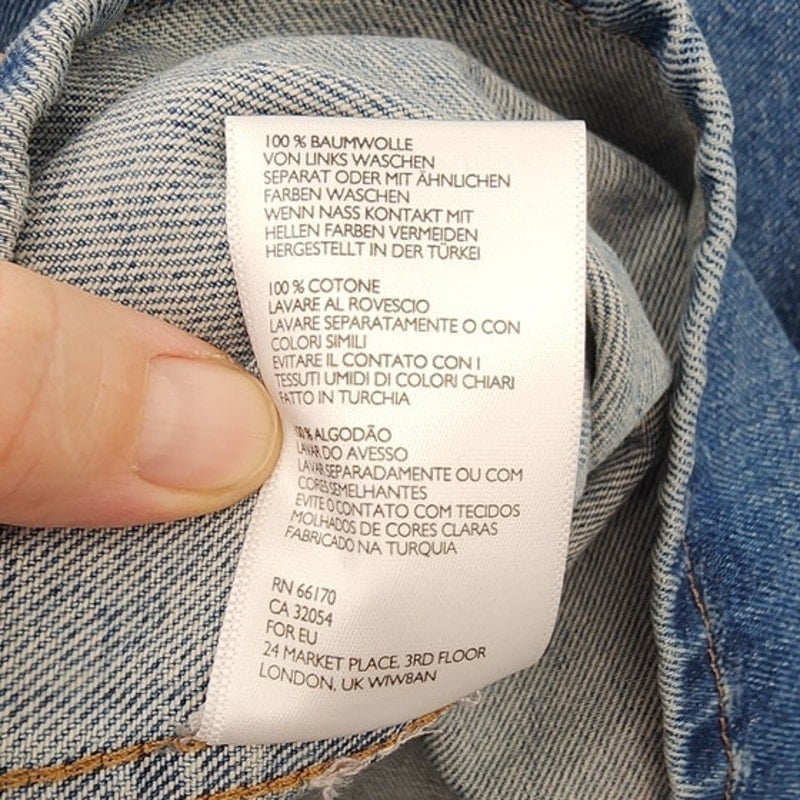 100 % BAUMWOLLE
VON LINKS WASCHEN
SEPARAT ODER MIT ÄHNLICHEN
FARBEN WASCHEN
WENN NASS KONTAKT MIT
HELLEN FARBEN VERMEIDEN
HERGESTELLT IN DER TÜRKEI
100 % COTONE
LAVARE AL ROVESCIO
LAVARE SEPARATAMENTE O CON
COLORI SIMILI
EVITARE IL CONTATO CON I
TESSUTI UMIDI DI COLORI CHIARI
FATTO IN TURCHIA
100 % ALGODÃO
LAVAR DO AVESSO
LAVAR SEPARADAMENTE OU COM
CORES SEMELHANTES
EVITE O CONTATO COM TECIDOS
MOLHADOS DE CORES CLARAS
FABRICADO NA TURQUIA
RN 66170
CA 32054
FOR EU
24 MARKET PLACE, 3RD FLOOR
LONDON, UK W1W8AN